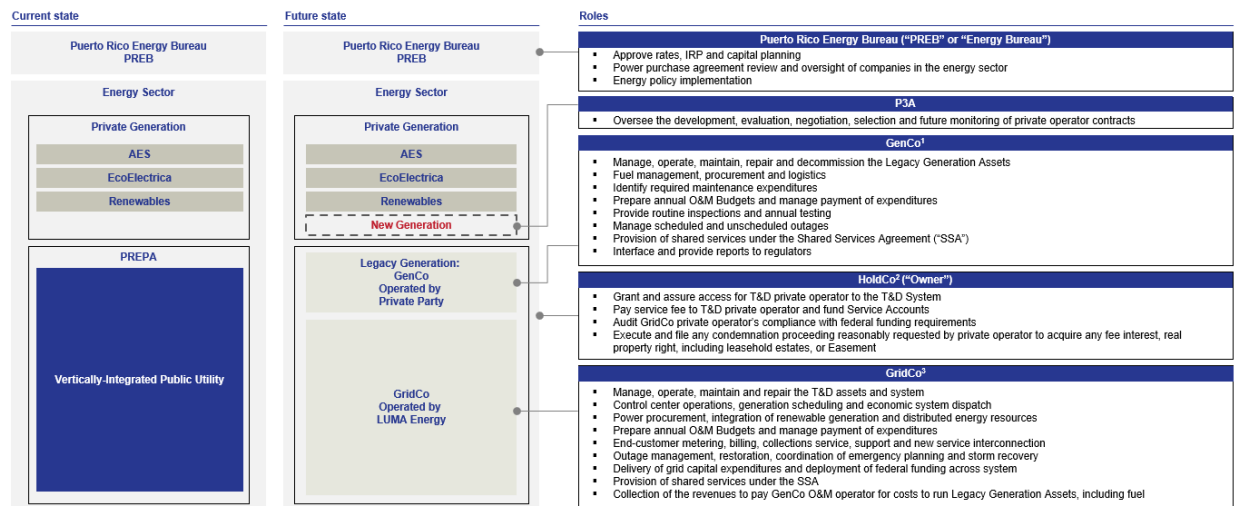 Current state
Puerto Rico Energy Bureau
PREB
Energy Sector
Private Generation
AES
EcoElectrica
Renewables
PREPA
Vertically-Integrated Public Utility
Future state
Puerto Rico Energy Bureau
PREB
Energy Sector
Private Generation
AES
EcoElectrica
Renewables
New Generation
Legacy Generation:
GenCo
Operated by
Private Party
GridCo
Operated by
LUMA Energy
Roles
Puerto Rico Energy Bureau (“PREB” or “Energy Bureau”)
▪ Approve rates, IRP and capital planning
▪ Power purchase agreement review and oversight of companies in the energy sector
▪ Energy policy implementation
P3A
▪ Oversee the development, evaluation, negotiation, selection and future monitoring of private operator contracts
GenCo¹
▪ Manage, operate, maintain, repair and decommission the Legacy Generation Assets
▪ Fuel management, procurement and logistics
▪ Identify required maintenance expenditures
▪ Prepare annual O&M Budgets and manage payment of expenditures
▪ Provide routine inspections and annual testing
▪ Manage scheduled and unscheduled outages
▪ Provision of shared services under the Shared Services Agreement (“SSA”)
▪ Interface and provide reports to regulators
HoldCo² (“Owner”)
▪ Grant and assure access for T&D private operator to the T&D System
▪ Pay service fee to T&D private operator and fund Service Accounts
▪ Audit GridCo private operator’s compliance with federal funding requirements
▪ Execute and file any condemnation proceeding reasonably requested by private operator to acquire any fee interest, real
property right, including leasehold estates, or Easement
GridCo³
▪ Manage, operate, maintain and repair the T&D assets and system
▪ Control center operations, generation scheduling and economic system dispatch
▪ Power procurement, integration of renewable generation and distributed energy resources
▪ Prepare annual O&M Budgets and manage payment of expenditures
▪ End-customer metering, billing, collections service, support and new service interconnection
▪ Outage management, restoration, coordination of emergency planning and storm recovery
▪ Delivery of grid capital expenditures and deployment of federal funding across system
▪ Provision of shared services under the SSA
▪ Collection of the revenues to pay GenCo O&M operator for costs to run Legacy Generation Assets, including fuel